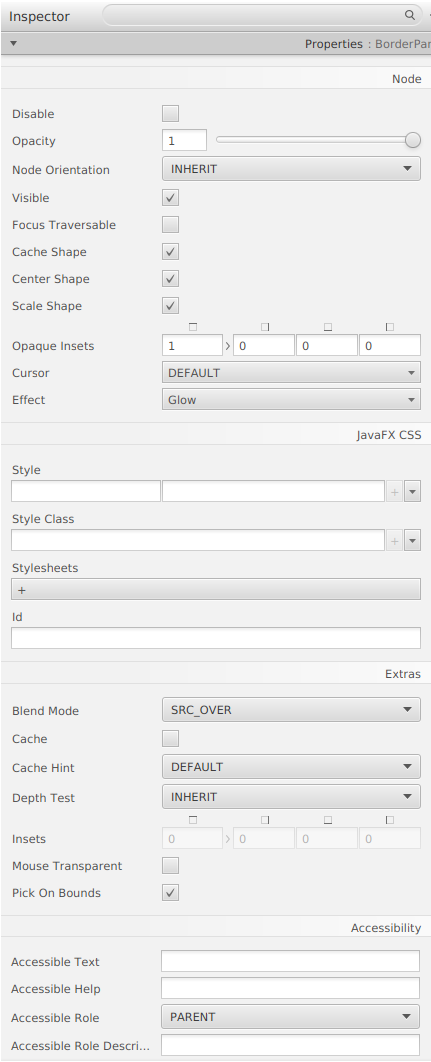 Inspector
Properties : BorderPan
Node
Disable
Opacity 1
Node Orientation INHERIT
Visible
Focus Traversable
Cache Shape
Center Shape
Scale Shape
Opaque Insets 1 0 0 0
Cursor DEFAULT
Effect Glow
JavaFX CSS
Style
+
Style Class
+
Stylesheets
+
Id
Extras
Blend Mode SRC_OVER
Cache
Cache Hint DEFAULT
Depth Test INHERIT
Insets 0 0 0 0
Mouse Transparent
Pick On Bounds
Accessibility
Accessible Text
Accessible Help
Accessible Role PARENT
Accessible Role Descri...